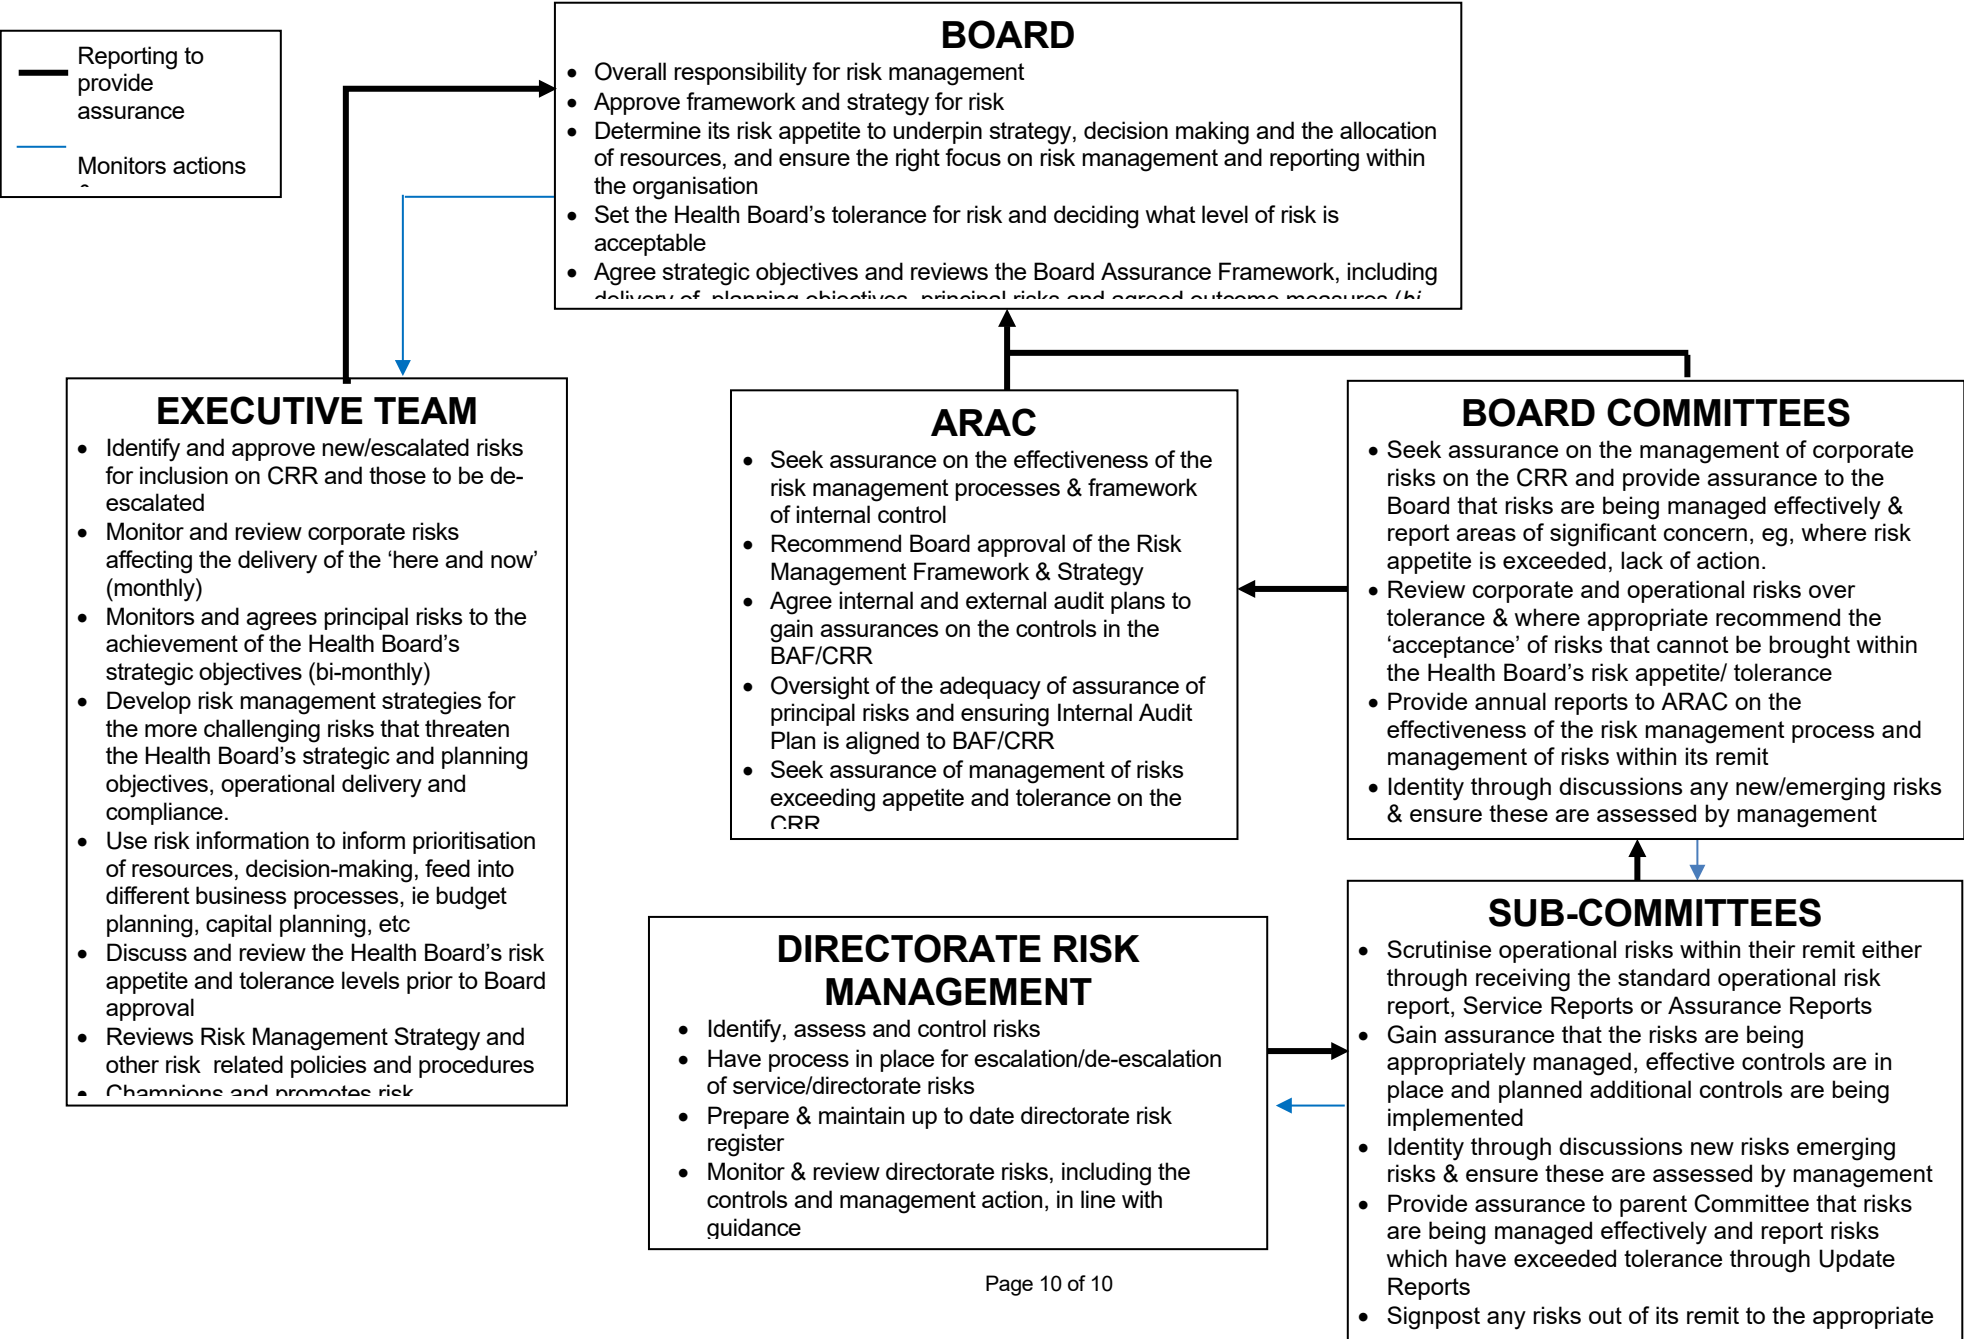 Reporting to
provide
assurance
Monitors actions
BOARD
• Overall responsibility for risk management
• Approve framework and strategy for risk
• Determine its risk appetite to underpin strategy, decision making and the allocation
of resources, and ensure the right focus on risk management and reporting within
the organisation
• Set the Health Board’s tolerance for risk and deciding what level of risk is
acceptable
• Agree strategic objectives and reviews the Board Assurance Framework, including
delivery of planning objectives, principal risks and agreed outcome measures (bi-
EXECUTIVE TEAM
• Identify and approve new/escalated risks
for inclusion on CRR and those to be de-
escalated
• Monitor and review corporate risks
affecting the delivery of the ‘here and now’
(monthly)
• Monitors and agrees principal risks to the
achievement of the Health Board’s
strategic objectives (bi-monthly)
• Develop risk management strategies for
the more challenging risks that threaten
the Health Board’s strategic and planning
objectives, operational delivery and
compliance.
• Use risk information to inform prioritisation
of resources, decision-making, feed into
different business processes, ie budget
planning, capital planning, etc
• Discuss and review the Health Board’s risk
appetite and tolerance levels prior to Board
approval
• Reviews Risk Management Strategy and
other risk related policies and procedures
• Champions and promotes risk
ARAC
• Seek assurance on the effectiveness of the
risk management processes & framework
of internal control
• Recommend Board approval of the Risk
Management Framework & Strategy
• Agree internal and external audit plans to
gain assurances on the controls in the
BAF/CRR
• Oversight of the adequacy of assurance of
principal risks and ensuring Internal Audit
Plan is aligned to BAF/CRR
• Seek assurance of management of risks
exceeding appetite and tolerance on the
CRR
BOARD COMMITTEES
• Seek assurance on the management of corporate
risks on the CRR and provide assurance to the
Board that risks are being managed effectively &
report areas of significant concern, eg, where risk
appetite is exceeded, lack of action.
• Review corporate and operational risks over
tolerance & where appropriate recommend the
‘acceptance’ of risks that cannot be brought within
the Health Board’s risk appetite/ tolerance
• Provide annual reports to ARAC on the
effectiveness of the risk management process and
management of risks within its remit
• Identity through discussions any new/emerging risks
& ensure these are assessed by management
DIRECTORATE RISK
MANAGEMENT
• Identify, assess and control risks
• Have process in place for escalation/de-escalation
of service/directorate risks
• Prepare & maintain up to date directorate risk
register
• Monitor & review directorate risks, including the
controls and management action, in line with
guidance
SUB-COMMITTEES
• Scrutinise operational risks within their remit either
through receiving the standard operational risk
report, Service Reports or Assurance Reports
• Gain assurance that the risks are being
appropriately managed, effective controls are in
place and planned additional controls are being
implemented
• Identity through discussions new risks emerging
risks & ensure these are assessed by management
• Provide assurance to parent Committee that risks
are being managed effectively and report risks
which have exceeded tolerance through Update
Reports
• Signpost any risks out of its remit to the appropriate
Page 10 of 10